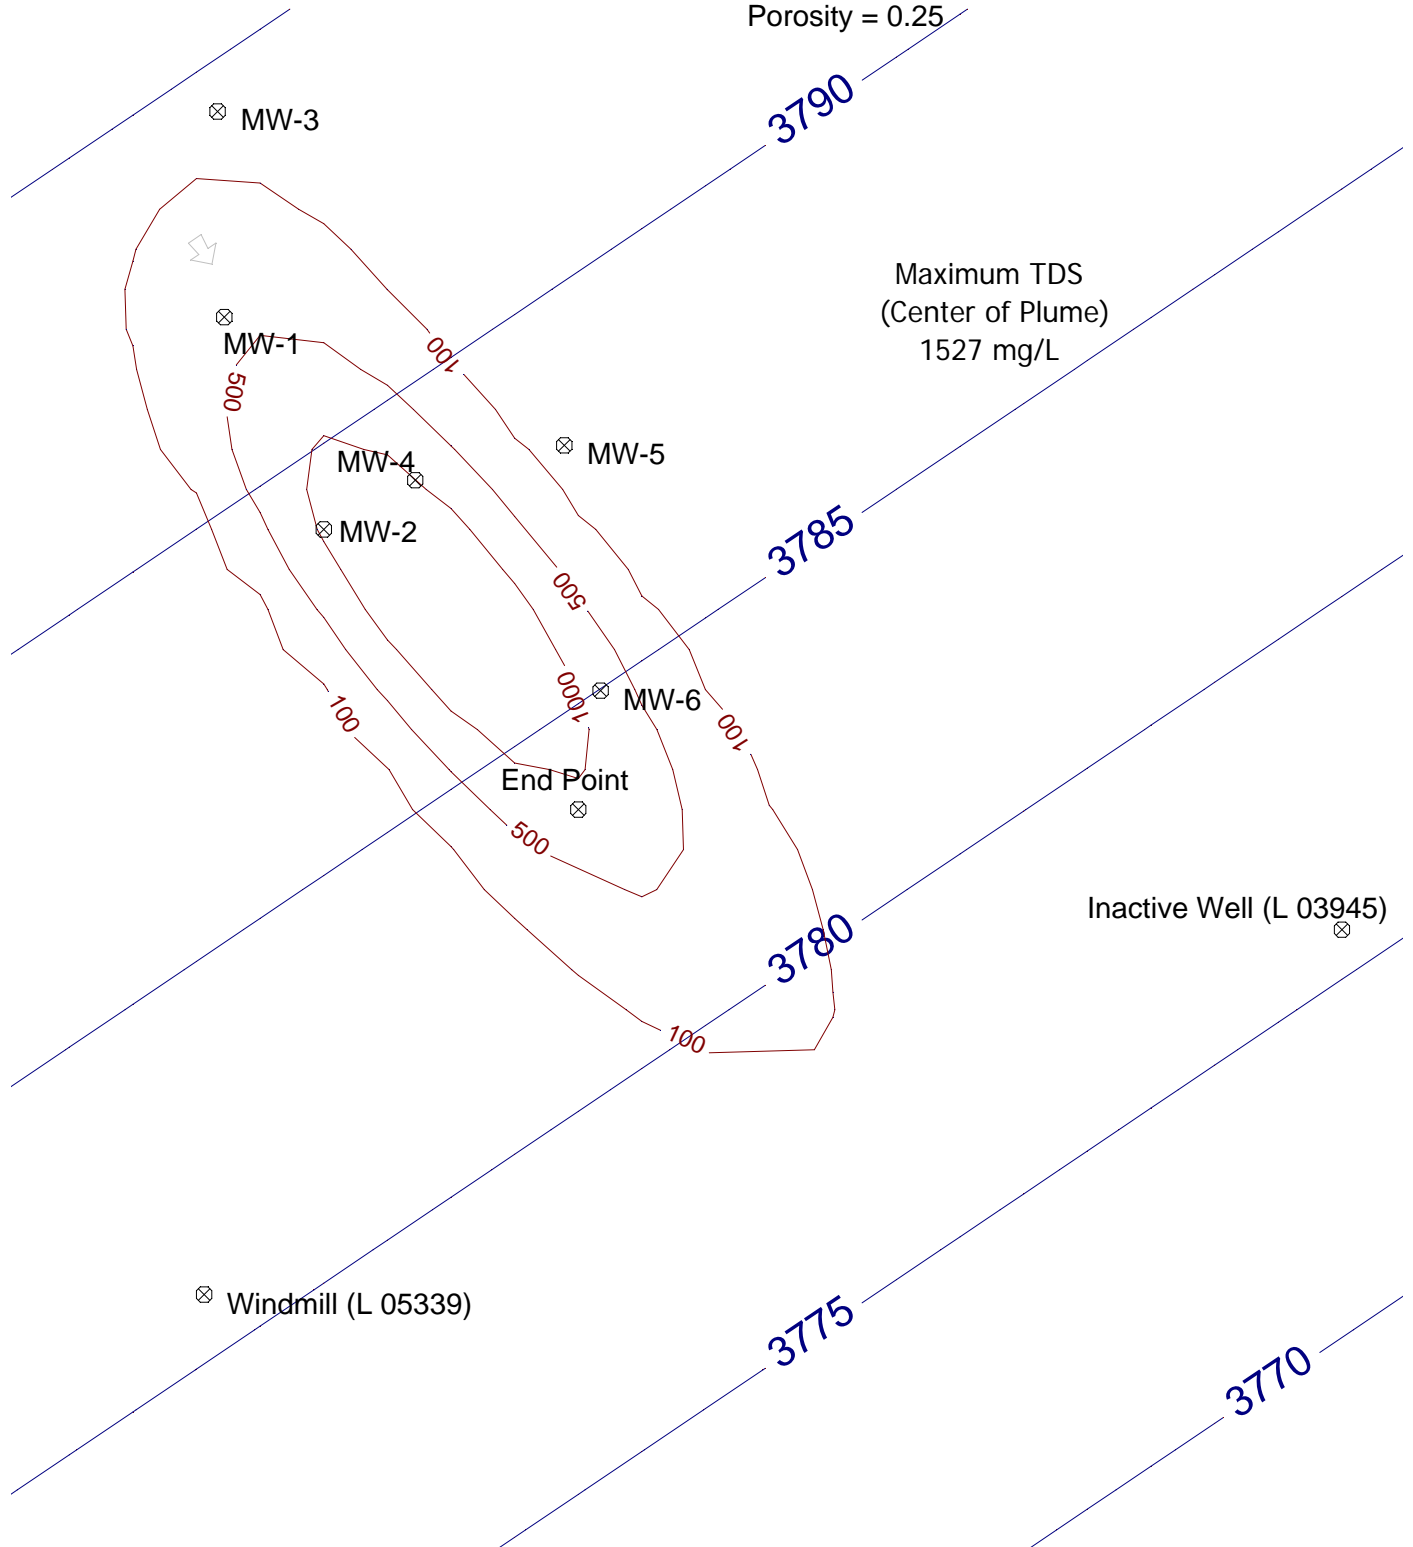 Porosity = 0.25
3790
MW-3
Maximum TDS
(Center of Plume)
1527 mg/L
MW-1
100
500
MW-5
MW-4
MW-2
3785
500
1000
MW-6
100
100
End Point
500
Inactive Well (L 03945)
3780
100
Windmill (L 05339)
3775
3770